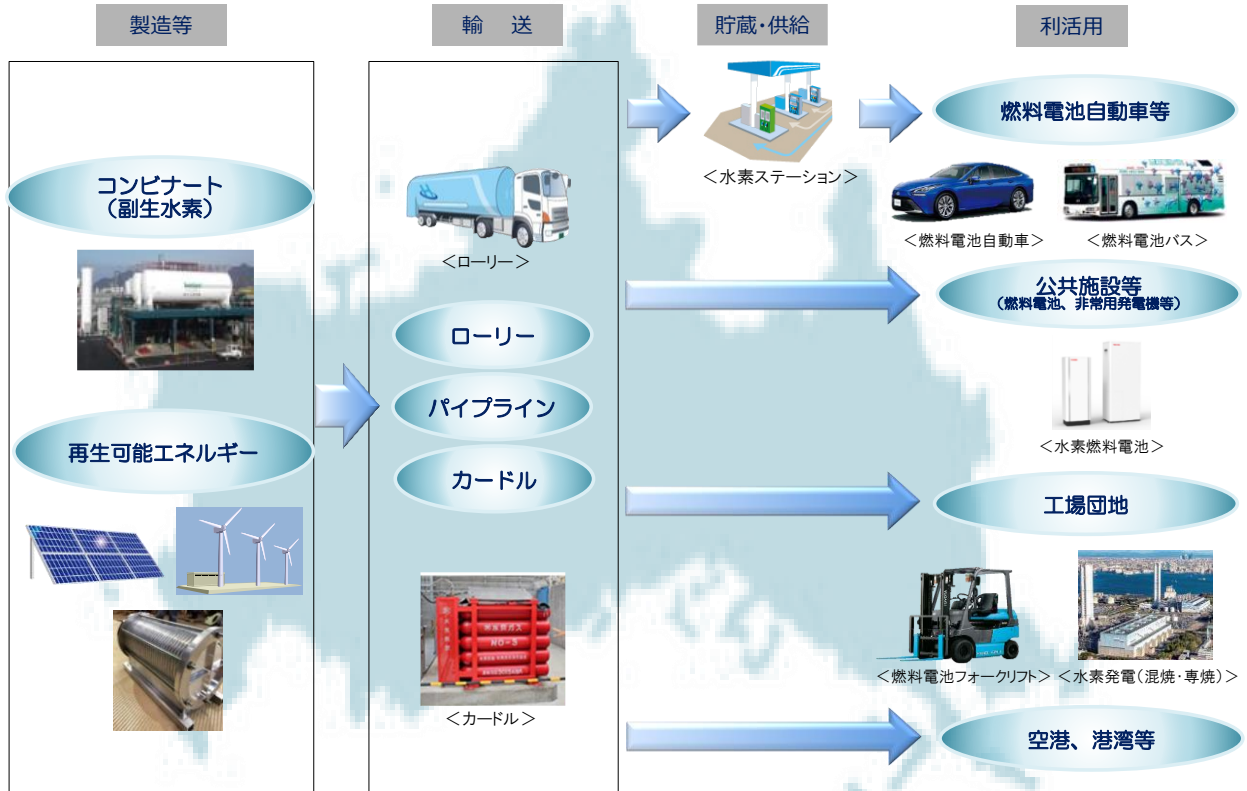 製造等
輸 送
貯蔵・供給
利活用
コンビナート
（副生水素）
再生可能エネルギー
＜ローリー＞
ローリー
パイプライン
カードル
NO-3
＜カードル＞
＜水素ステーション＞
燃料電池自動車等
＜燃料電池自動車＞
＜燃料電池バス＞
公共施設等
（燃料電池、非常用発電機等）
＜水素燃料電池＞
工場団地
＜燃料電池フォークリフト＞
＜水素発電（混焼・専焼）＞
空港、港湾等